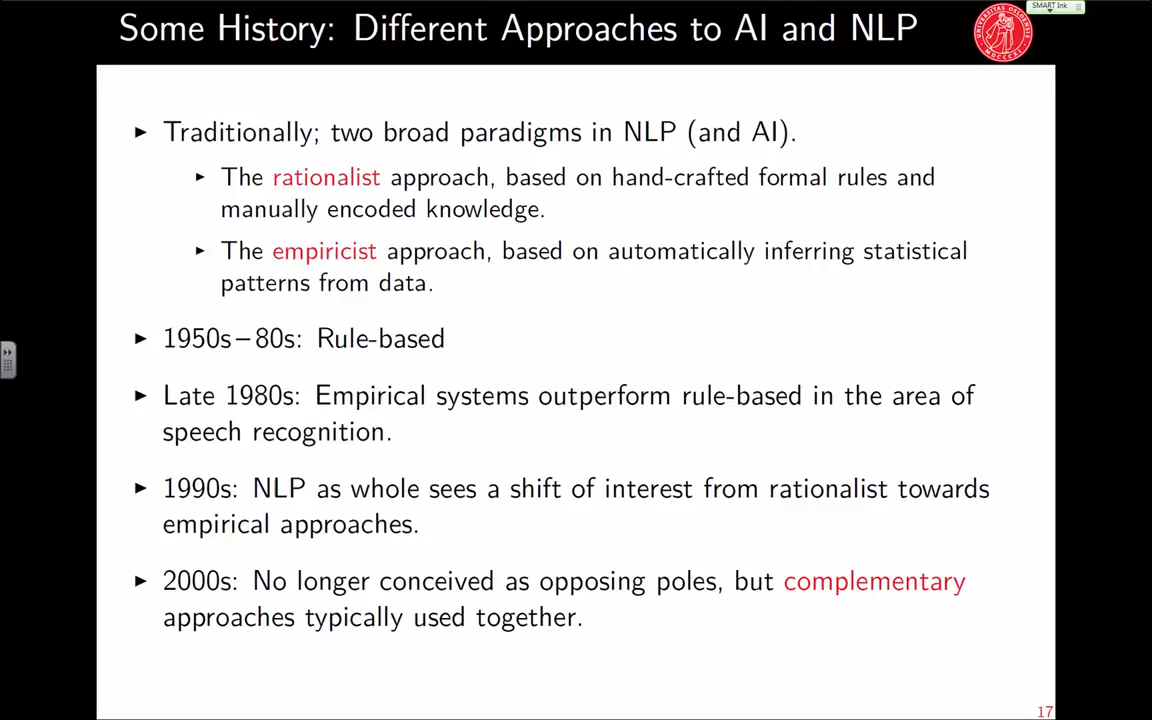 SMART Ink
Some History: Different Approaches to AI and NLP
UNIVERSITAS OSLOENSIS
MDCCCXI
► Traditionally; two broad paradigms in NLP (and AI).
► The rationalist approach, based on hand-crafted formal rules and
manually encoded knowledge.
► The empiricist approach, based on automatically inferring statistical
patterns from data.
► 1950s – 80s: Rule-based
► Late 1980s: Empirical systems outperform rule-based in the area of
speech recognition.
► 1990s: NLP as whole sees a shift of interest from rationalist towards
empirical approaches.
► 2000s: No longer conceived as opposing poles, but complementary
approaches typically used together.
17